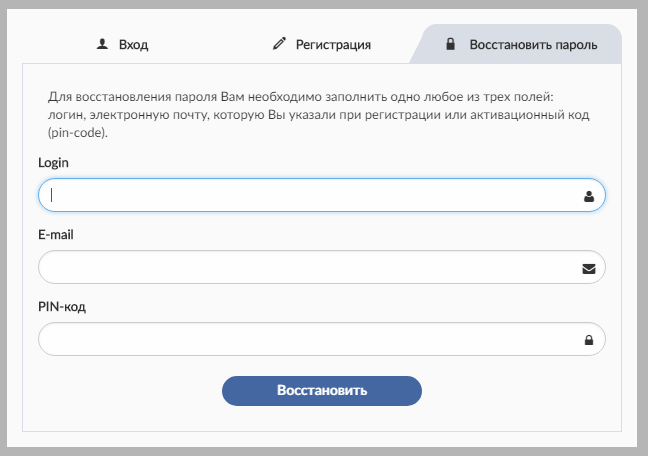 Вход
Регистрация
Восстановить пароль
Для восстановления пароля Вам необходимо заполнить одно любое из трех полей:
логин, электронную почту, которую Вы указали при регистрации или активационный код
(pin-code).
Login
E-mail
PIN-код
Восстановить